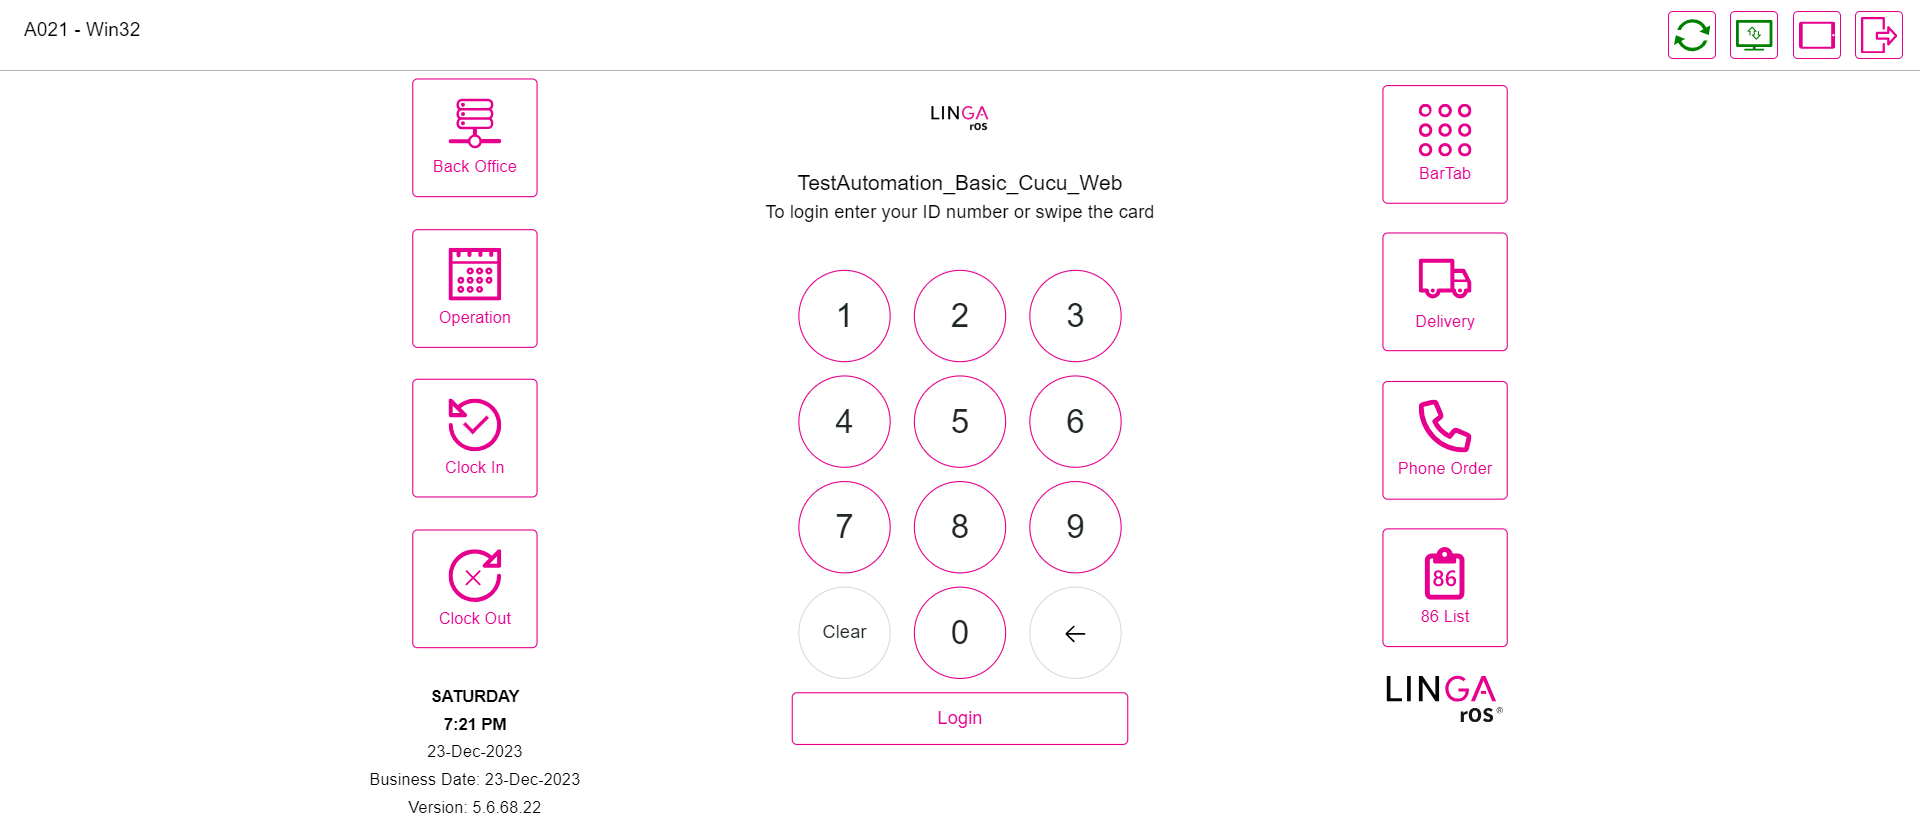 A021 - Win32
Back Office
Operation
Clock In
Clock Out
SATURDAY
7:21 PM
23-Dec-2023
Business Date: 23-Dec-2023
Version: 5.6.68.22
LINGA
rOS
TestAutomation_Basic_Cucu_Web
To login enter your ID number or swipe the card
1 2 3
4 5 6
7 8 9
Clear 0 ←
Login
BarTab
Delivery
Phone Order
86
86 List
LINGA
rOS®